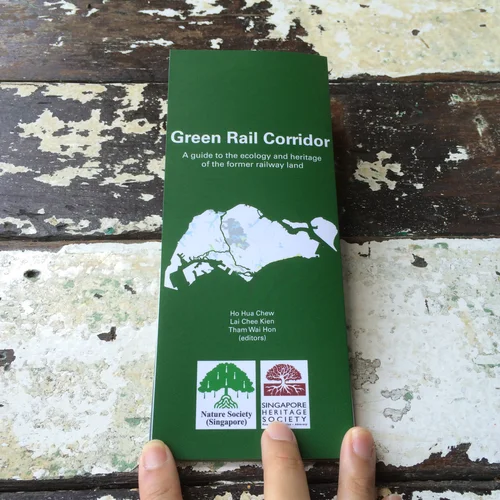 Green Rail Corridor
A guide to the ecology and heritage
of the former railway land
Ho Hua Chew
Lai Chee Kien
Tham Wai Hon
(editors)
Nature Society
(Singapore)
SINGAPORE
HERITAGE
SOCIETY